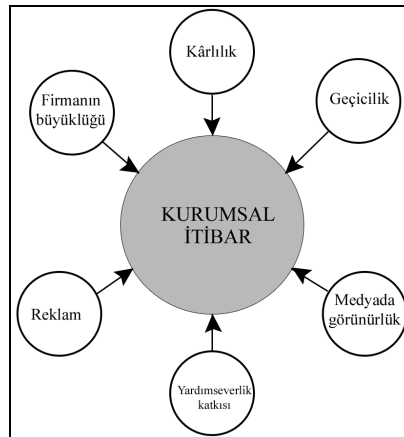 Kârlılık
Firmanın
büyüklüğü
Geçicilik
KURUMSAL
İTİBAR
Reklam
Medyada
görünürlük
Yardımseverlik
katkısı